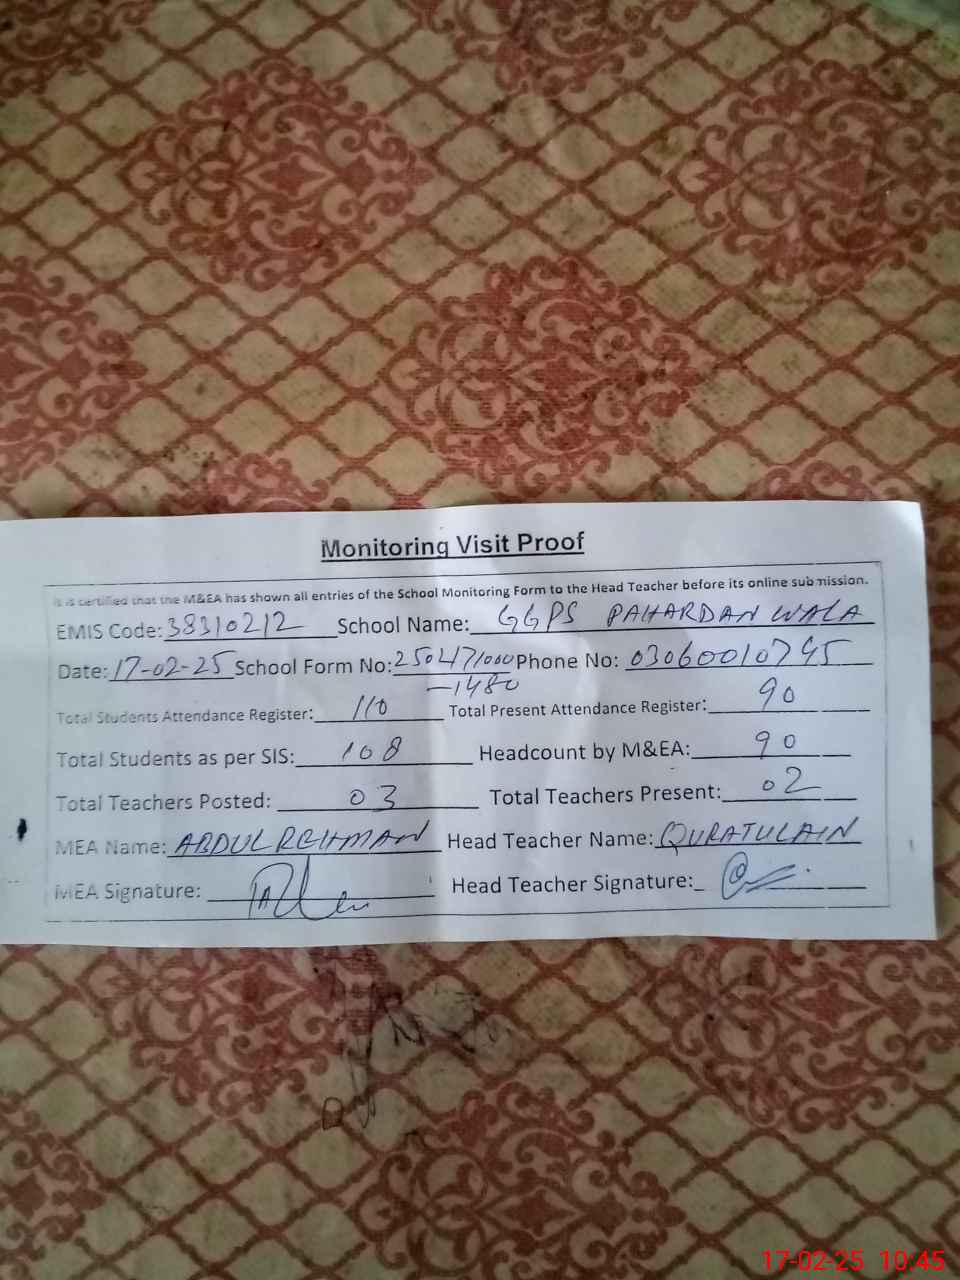 Monitoring Visit Proof
It is certified that the M&EA has shown all entries of the School Monitoring Form to the Head Teacher before its online submission.
EMIS Code: 38310212 School Name: GGPS PAHARDAN WALA
Date: 17-02-25 School Form No: 250471000 Phone No: 03060010745
-1480
Total Students Attendance Register: 110 Total Present Attendance Register: 90
Total Students as per SIS: 108 Headcount by M&EA: 90
Total Teachers Posted: 03 Total Teachers Present: 02
MEA Name: ABDUL REHMAN Head Teacher Name: QURATULAIN
MEA Signature: Head Teacher Signature:
17-02-25 10:45